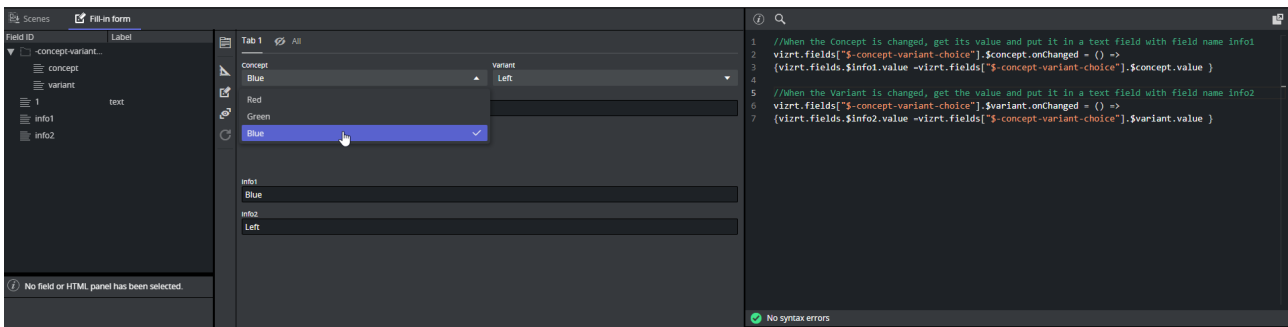 Scenes
Fill-in form
Field ID
Label
-concept-variant...
concept
variant
1
text
info1
info2
No field or HTML panel has been selected.
Tab 1
All
Concept
Variant
Blue
Left
Red
Green
Blue
Info1
Blue
Info2
Left
1 //When the Concept is changed, get its value and put it in a text field with field name info1
2 vizrt.fields["$-concept-variant-choice"].$concept.onChanged = () =>
3 {vizrt.fields.$info1.value =vizrt.fields["$-concept-variant-choice"].$concept.value }
4
5 //When the Variant is changed, get the value and put it in a text field with field name info2
6 vizrt.fields["$-concept-variant-choice"].$variant.onChanged = () =>
7 {vizrt.fields.$info2.value =vizrt.fields["$-concept-variant-choice"].$variant.value }
No syntax errors